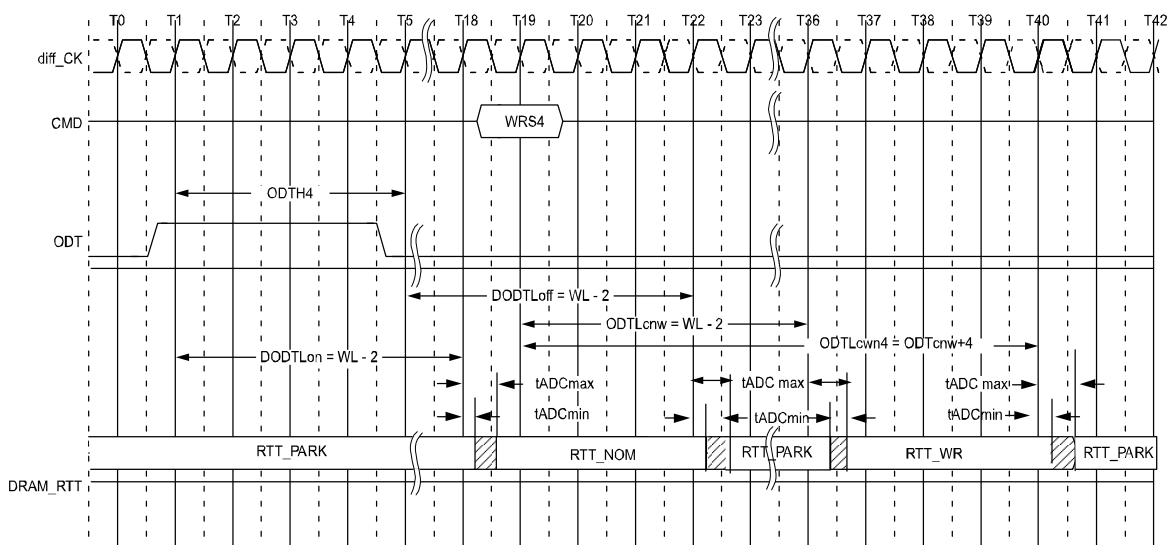 T0 T1 T2 T3 T4 T5 T18 T19 T20 T21 T22 T23 T36 T37 T38 T39 T40 T41 T42
diff_CK
CMD
WRS4
ODTH4
ODT
DODTLoff = WL - 2
ODTLcnw = WL - 2
ODTLcwn4 = ODTcnw+4
DODTLon = WL - 2
tADCmax
tADC max
tADC max
tADCmin
tADCmin
tADCmin
RTT_PARK
RTT_NOM
RTT_PARK
RTT_WR
RTT_PARK
DRAM_RTT